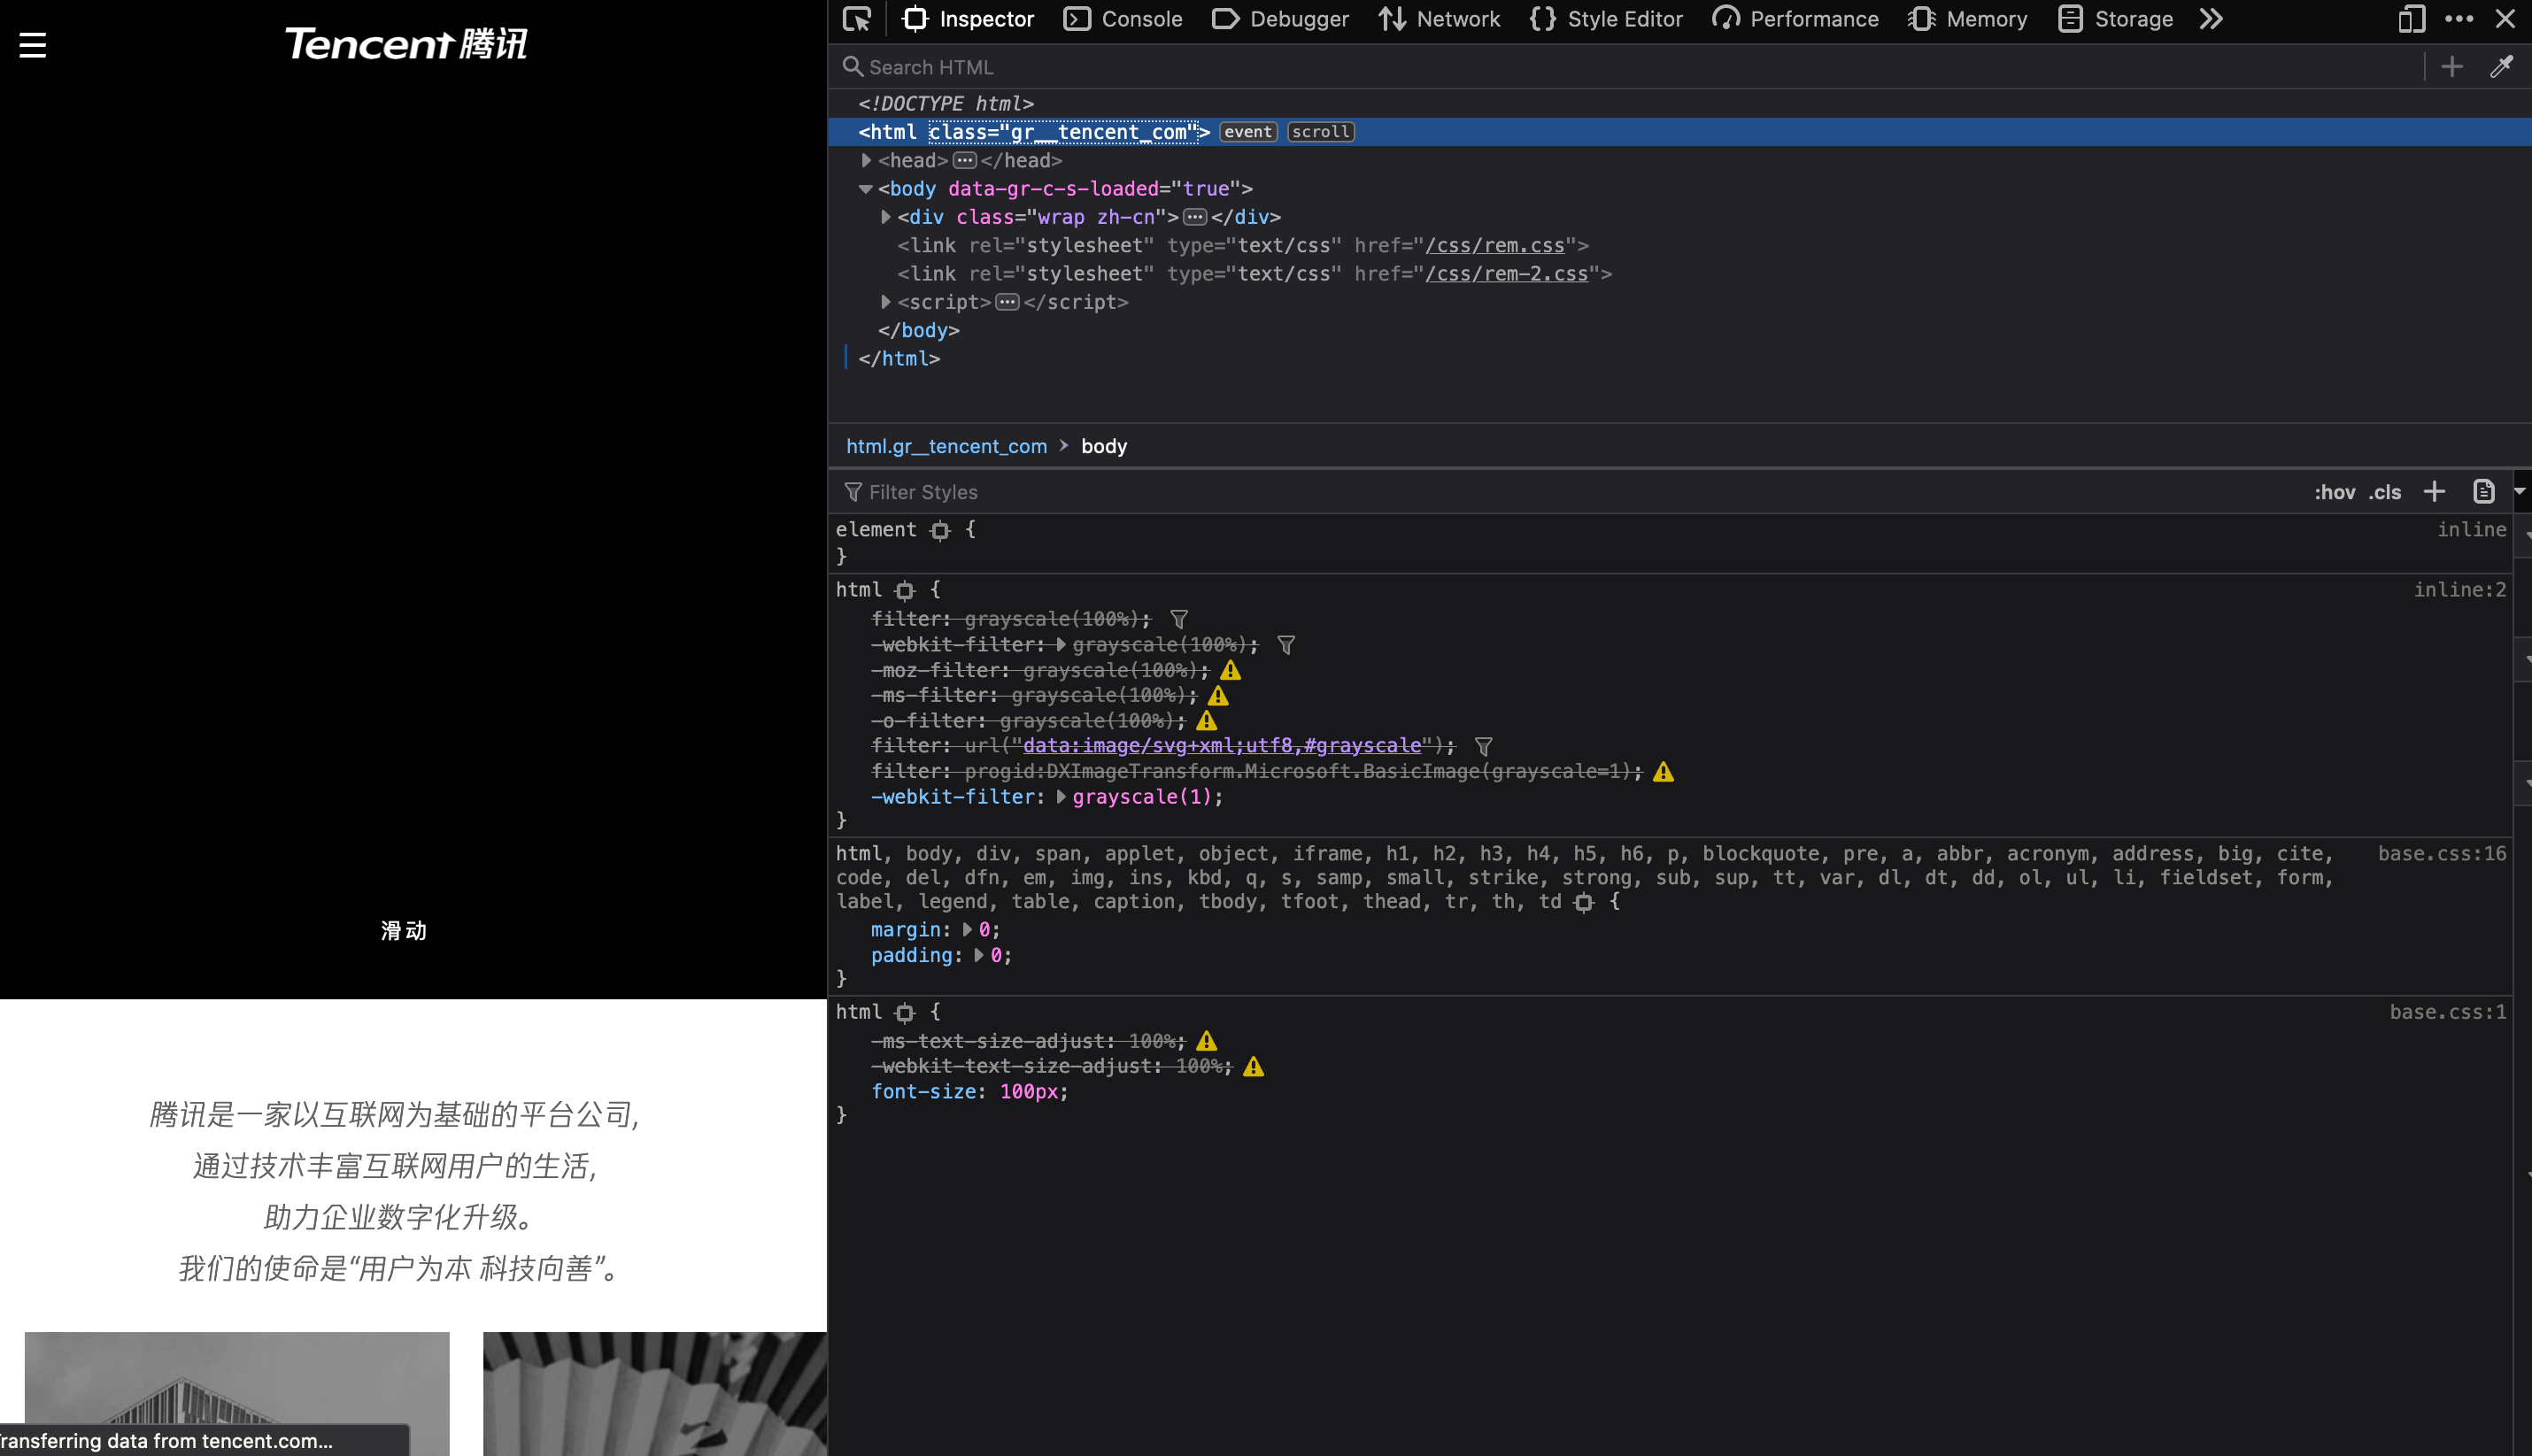 Tencent 腾讯
滑动
腾讯是一家以互联网为基础的平台公司,
通过技术丰富互联网用户的生活,
助力企业数字化升级。
我们的使命是“用户为本 科技向善”。
ransferring data from tencent.com...
Inspector Console Debugger Network Style Editor Performance Memory Storage
Search HTML
<!DOCTYPE html>
<html class="gr__tencent_com"> event scroll
<head>···</head>
<body data-gr-c-s-loaded="true">
<div class="wrap zh-cn">···</div>
<link rel="stylesheet" type="text/css" href="/css/rem.css">
<link rel="stylesheet" type="text/css" href="/css/rem-2.css">
<script>···</script>
</body>
</html>
html.gr__tencent_com > body
Filter Styles :hov .cls
element { inline
}
html { inline:2
filter: grayscale(100%);
-webkit-filter: grayscale(100%);
-moz-filter: grayscale(100%);
-ms-filter: grayscale(100%);
-o-filter: grayscale(100%);
filter: url("data:image/svg+xml;utf8,#grayscale");
filter: progid:DXImageTransform.Microsoft.BasicImage(grayscale=1);
-webkit-filter: grayscale(1);
}
html, body, div, span, applet, object, iframe, h1, h2, h3, h4, h5, h6, p, blockquote, pre, a, abbr, acronym, address, big, cite, base.css:16
code, del, dfn, em, img, ins, kbd, q, s, samp, small, strike, strong, sub, sup, tt, var, dl, dt, dd, ol, ul, li, fieldset, form,
label, legend, table, caption, tbody, tfoot, thead, tr, th, td {
margin: 0;
padding: 0;
}
html { base.css:1
-ms-text-size-adjust: 100%;
-webkit-text-size-adjust: 100%;
font-size: 100px;
}